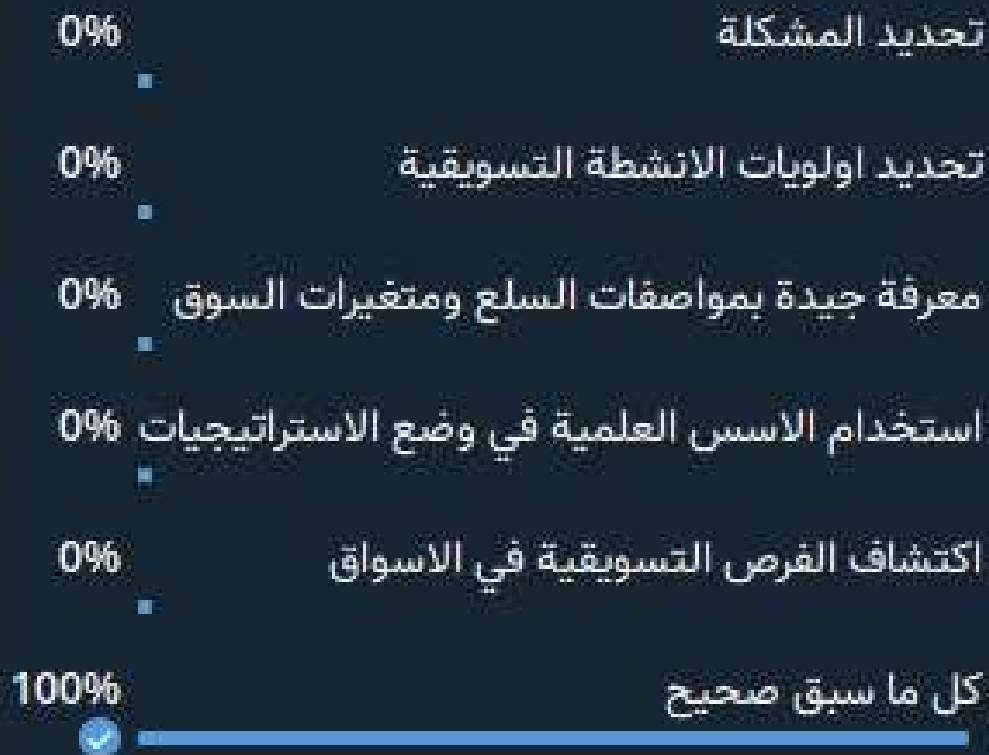 تحديد المشكلة 0%
تحديد اولويات الانشطة التسويقية 0%
معرفة جيدة بمواصفات السلع ومتغيرات السوق 0%
استخدام الاسس العلمية في وضع الاستراتيجيات 0%
اكتشاف الفرص التسويقية في الاسواق 0%
كل ما سبق صحيح 100%